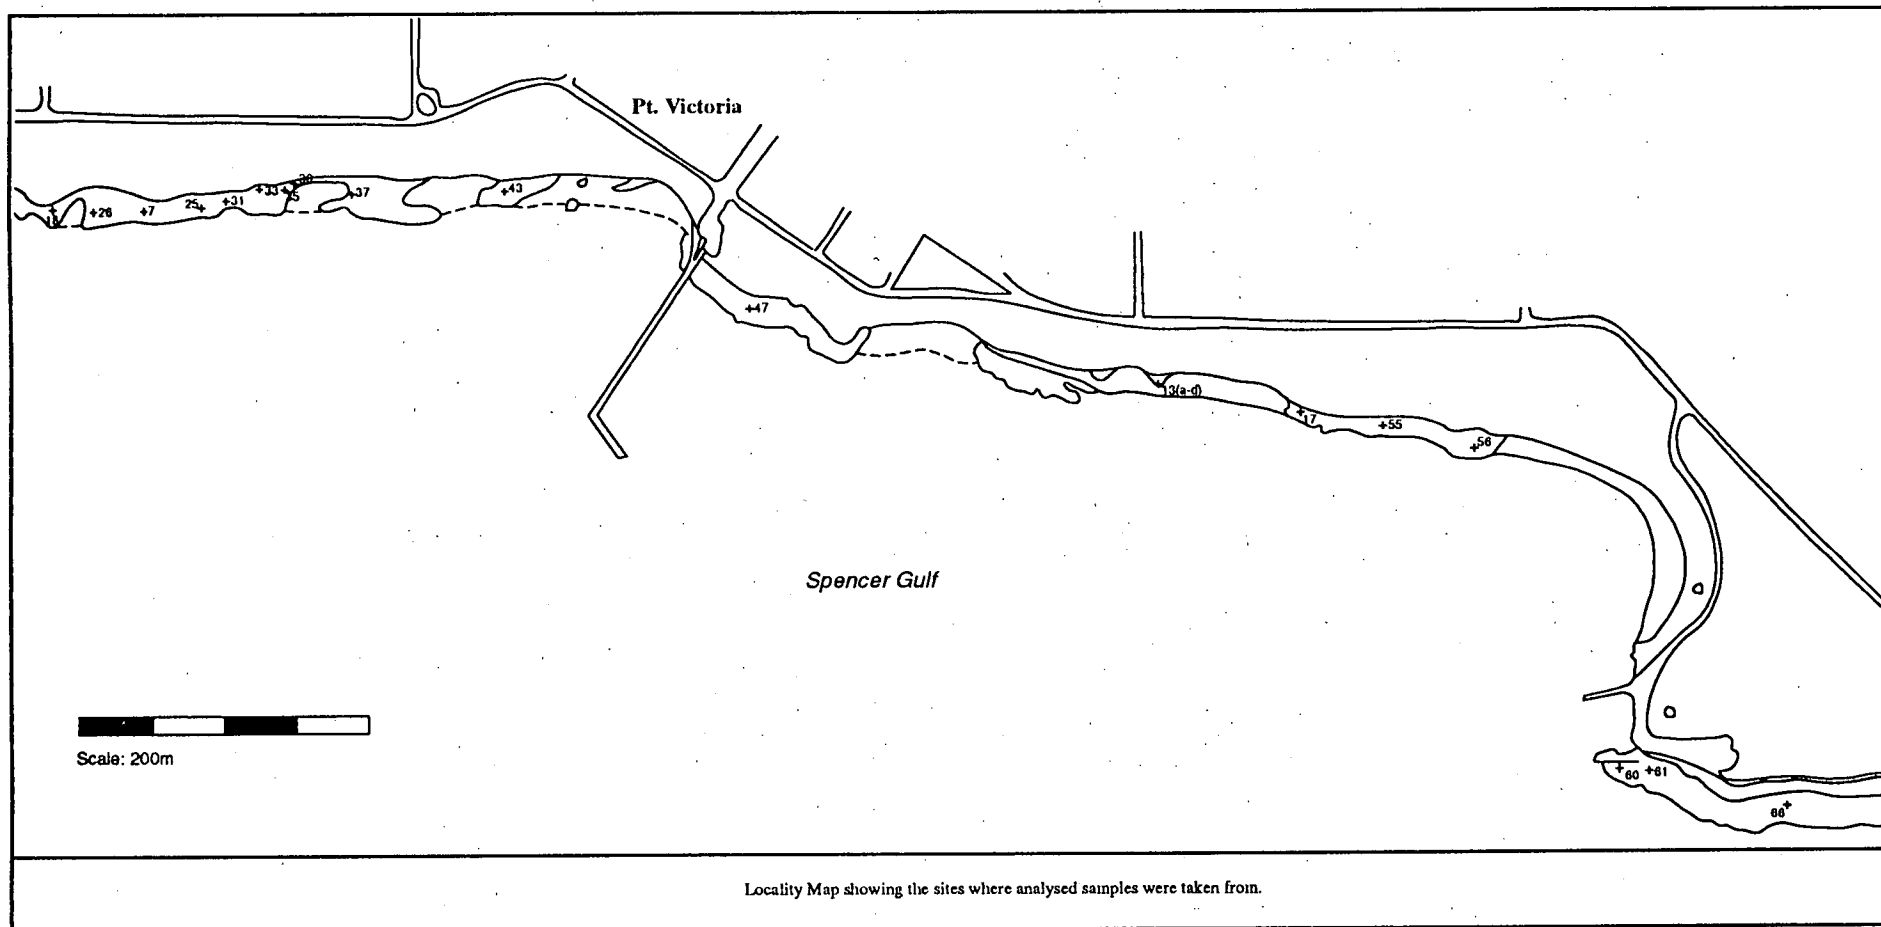 Pt. Victoria
+33
+37
+43
+26
+7
25+
+31
+47
13(a-d)
+17
+55
+56
Spencer Gulf
Scale: 200m
+60
+61
66+
Locality Map showing the sites where analysed samples were taken from.